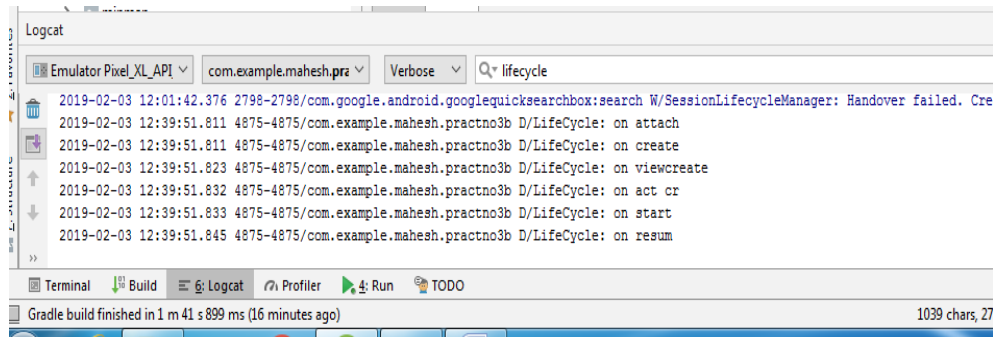 Logcat
Emulator Pixel_XL_API
com.example.mahesh.pra
Verbose
lifecycle
2019-02-03 12:01:42.376 2798-2798/com.google.android.googlequicksearchbox:search W/SessionLifecycleManager: Handover failed. Cre
2019-02-03 12:39:51.811 4875-4875/com.example.mahesh.practno3b D/LifeCycle: on attach
2019-02-03 12:39:51.811 4875-4875/com.example.mahesh.practno3b D/LifeCycle: on create
2019-02-03 12:39:51.823 4875-4875/com.example.mahesh.practno3b D/LifeCycle: on viewcreate
2019-02-03 12:39:51.832 4875-4875/com.example.mahesh.practno3b D/LifeCycle: on act cr
2019-02-03 12:39:51.833 4875-4875/com.example.mahesh.practno3b D/LifeCycle: on start
2019-02-03 12:39:51.845 4875-4875/com.example.mahesh.practno3b D/LifeCycle: on resum
Terminal Build 6: Logcat Profiler 4: Run TODO
Gradle build finished in 1 m 41 s 899 ms (16 minutes ago) 1039 chars, 27